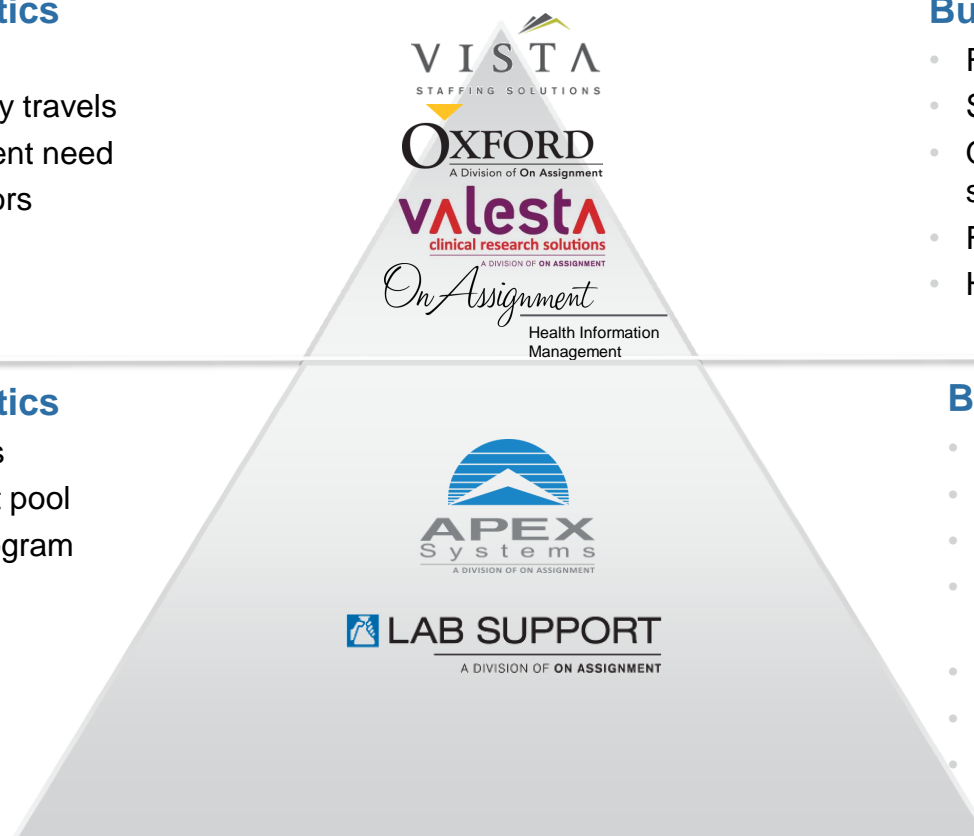 tics
y travels
ent need
ors
VISTA
STAFFING SOLUTIONS
OXFORD
A Division of On Assignment
valesta
clinical research solutions
A DIVISION OF ON ASSIGNMENT
On Assignment
Health Information
Management
Bu
F
S
C
s
F
H
tics
s
t pool
gram
APEX
Systems
A DIVISION OF ON ASSIGNMENT
LAB SUPPORT
A DIVISION OF ON ASSIGNMENT
B